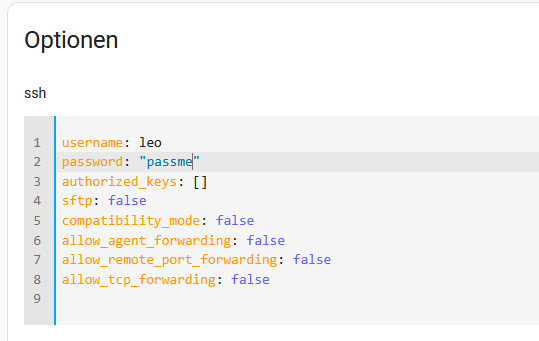 Optionen
ssh
1 username: leo
2 password: "passme"
3 authorized_keys: []
4 sftp: false
5 compatibility_mode: false
6 allow_agent_forwarding: false
7 allow_remote_port_forwarding: false
8 allow_tcp_forwarding: false
9